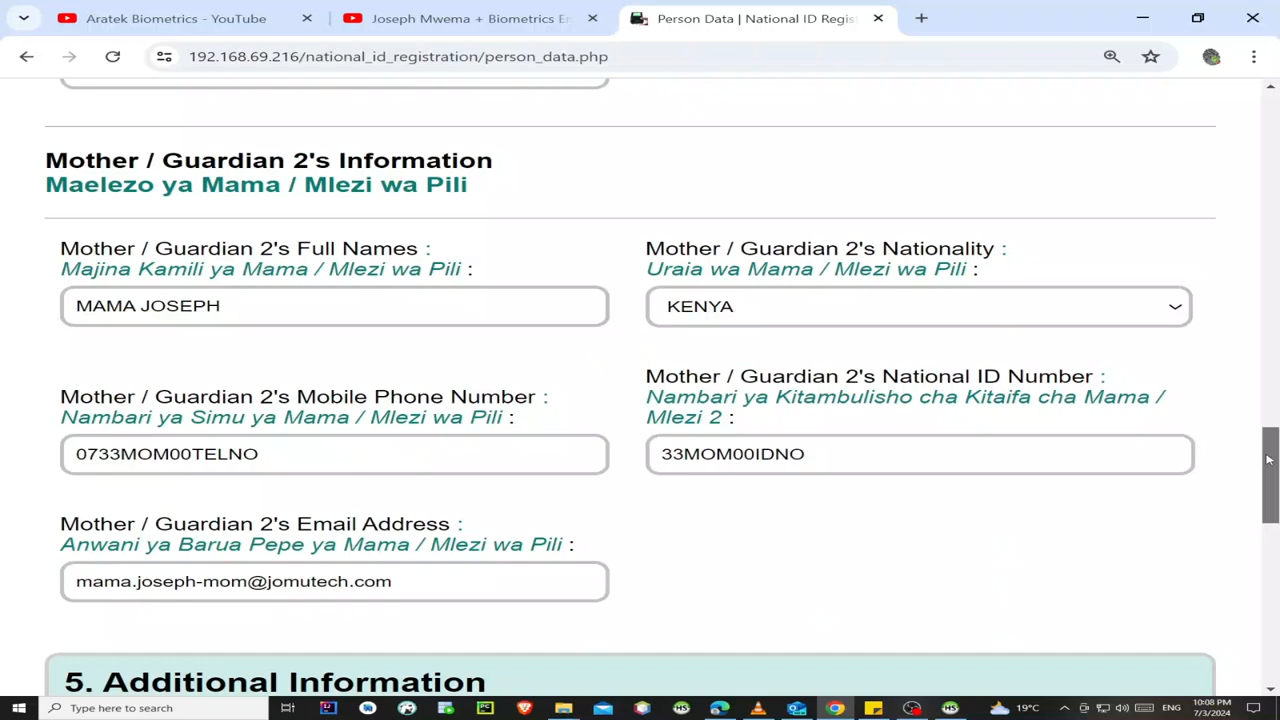 Aratek Biometrics - YouTube
Joseph Mwema + Biometrics En
Person Data | National ID Regis
192.168.69.216/national_id_registration/person_data.php
Mother / Guardian 2's Information
Maelezo ya Mama / Mlezi wa Pili
Mother / Guardian 2's Full Names :
Majina Kamili ya Mama / Mlezi wa Pili :
MAMA JOSEPH
Mother / Guardian 2's Nationality :
Uraia wa Mama / Mlezi wa Pili :
KENYA
Mother / Guardian 2's Mobile Phone Number :
Nambari ya Simu ya Mama / Mlezi wa Pili :
0733MOM00TELNO
Mother / Guardian 2's National ID Number :
Nambari ya Kitambulisho cha Kitaifa cha Mama /
Mlezi 2 :
33MOM00IDNO
Mother / Guardian 2's Email Address :
Anwani ya Barua Pepe ya Mama / Mlezi wa Pili :
mama.joseph-mom@jomutech.com
5. Additional Information
Type here to search
19°C
ENG
10:08 PM
7/3/2024